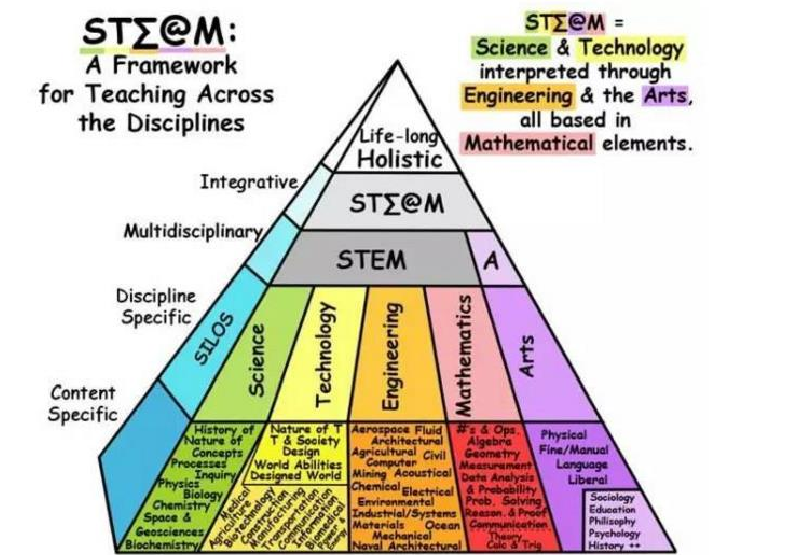 STΣ@M:
A Framework
for Teaching Across
the Disciplines
STΣ@M =
Science & Technology
interpreted through
Engineering & the Arts,
all based in
Mathematical elements.
Life-long
Holistic
Integrative
STΣ@M
Multidisciplinary
STEM
A
Discipline
Specific
SILOS
Science
Technology
Engineering
Mathematics
Arts
Content
Specific
History of
Nature of
Concepts
Processes
Inquiry
Physics
Biology
Chemistry
Space &
Geosciences
Biochemistry
Nature of T
T & Society
Design
World Abilities
Designed World
Medical
Agriculture
Biotechnology
Construction
Manufacturing
Transportation
Communication
Information
Biomedical
Power &
Energy
Aerospace Fluid
Architectural
Agricultural Civil
Computer
Mining Acoustical
Chemical Electrical
Environmental
Industrial/Systems
Materials Ocean
Mechanical
Naval Architectural
#'s & Ops.
Algebra
Geometry
Measurement
Data Analysis
& Probability
Prob. Solving
Reason. & Proof
Communication
Theory
Calc & Trig
Physical
Fine/Manual
Language
Liberal
Sociology
Education
Philisophy
Psychology
History **